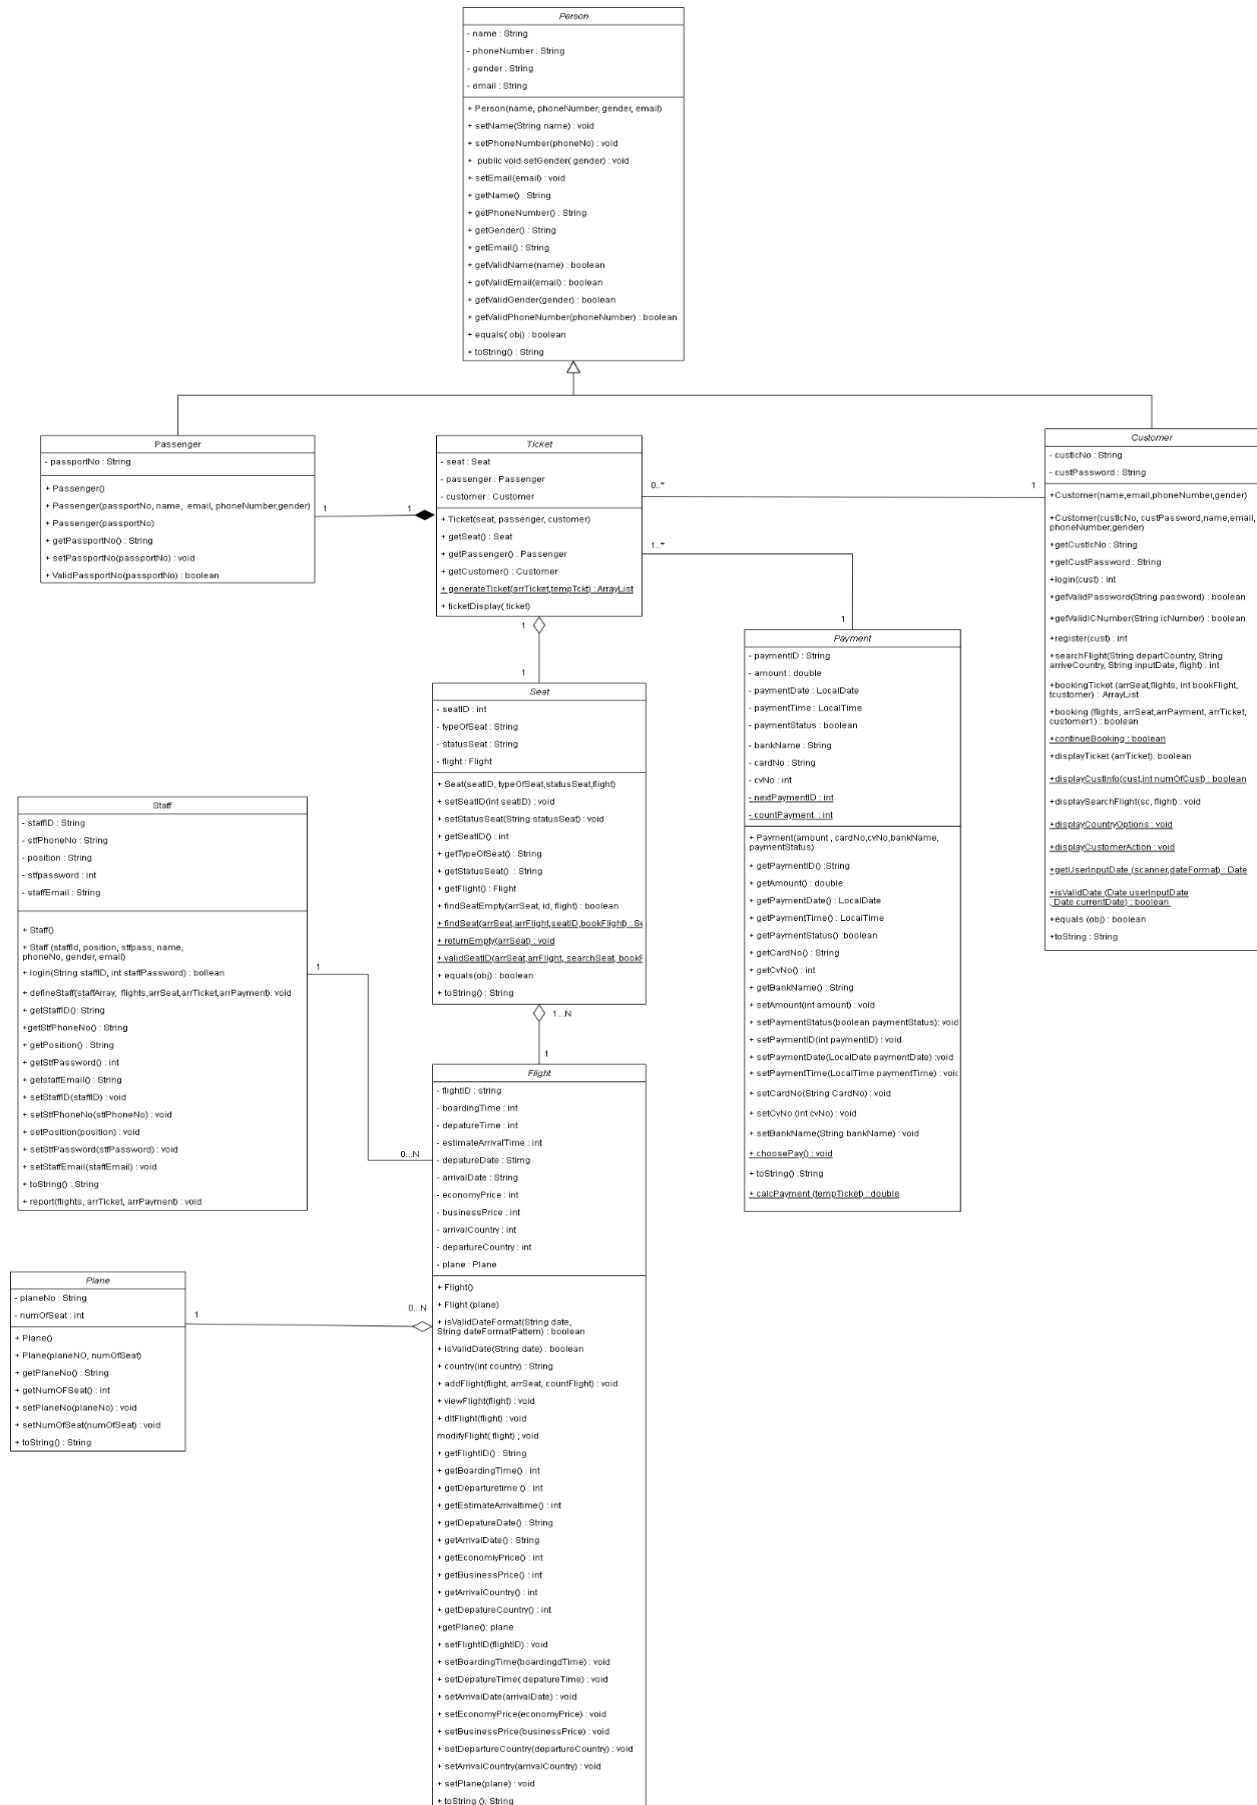 Person
- name : String
- phoneNumber : String
- gender : String
- email : String
+ Person(name, phoneNumber, gender, email)
+ setName(String name) : void
+ setPhoneNumber(phoneNo) : void
+ public void setGender( gender) : void
+ setEmail(email) : void
+ getName() : String
+ getPhoneNumber() : String
+ getGender() : String
+ getEmail() : String
+ getValidName(name) : boolean
+ getValidEmail(email) : boolean
+ getValidGender(gender) : boolean
+ getValidPhoneNumber(phoneNumber) : boolean
+ equals( obj) : boolean
+ toString() : String
Passenger
- passportNo : String
+ Passenger()
+ Passenger(passportNo, name, email, phoneNumber,gender)
+ Passenger(passportNo)
+ getPassportNo() : String
+ setPassportNo(passportNo) : void
+ ValidPassportNo(passportNo) : boolean
1
1
Ticket
- seat : Seat
- passenger : Passenger
- customer : Customer
+ Ticket(seat, passenger, customer)
+ getSeat() : Seat
+ getPassenger() : Passenger
+ getCustomer() : Customer
+ generateTicket(arrTicket,tempTckt) : ArrayList
+ ticketDisplay( ticket)
0..*
1
1..*
1
Customer
- custIcNo : String
- custPassword : String
+Customer(name,email,phoneNumber,gender)
+Customer(custIcNo, custPassword,name,email,
phoneNumber,gender)
+getCustIcNo : String
+getCustPassword : String
+login(cust) : int
+getValidPassword(String password) : boolean
+getValidICNumber(String icNumber) : boolean
+register(cust) : int
+searchFlight(String departCountry, String
arriveCountry, String inputDate, flight) : int
+bookingTicket (arrSeat,flights, int bookFlight,
tcustomer) : ArrayList
+booking (flights, arrSeat,arrPayment, arrTicket,
customer1) : boolean
+continueBooking : boolean
+displayTicket (arrTicket): boolean
+displayCustInfo(cust,int numOfCust) : boolean
+displaySearchFlight(sc, flight) : void
+displayCountryOptions : void
+displayCustomerAction : void
+getUserInputDate (scanner,dateFormat) : Date
+isValidDate (Date userInputDate
, Date currentDate) : boolean
+equals (obj) : boolean
+toString : String
1
1
Seat
- seatID : int
- typeOfSeat : String
- statusSeat : String
- flight : Flight
+ Seat(seatID, typeOfSeat,statusSeat,flight)
+ setSeatID(int seatID) : void
+ setStatusSeat(String statusSeat) : void
+ getSeatID() : int
+ getTypeOfSeat() : String
+ getStatusSeat() : String
+ getFlight() : Flight
+ findSeatEmpty(arrSeat, id, flight) : boolean
+ findSeat(arrSeat,arrFlight,seatID,bookFlight) : Se
+ returnEmpty(arrSeat) : void
+ validSeatID(arrSeat,arrFlight, searchSeat, bookF
+ equals(obj) : boolean
+ toString() : String
1...N
1
Payment
- paymentID : String
- amount : double
- paymentDate : LocalDate
- paymentTime : LocalTime
- paymentStatus : boolean
- bankName : String
- cardNo : String
- cvNo : int
- nextPaymentID : int
- countPayment : int
+ Payment(amount , cardNo,cvNo,bankName,
paymentStatus)
+ getPaymentID() :String
+ getAmount() : double
+ getPaymentDate() : LocalDate
+ getPaymentTime() : LocalTime
+ getPaymentStatus() :boolean
+ getCardNo() : String
+ getCvNo() : int
+ getBankName() : String
+ setAmount(int amount) : void
+ setPaymentStatus(boolean paymentStatus): void
+ setPaymentID(int paymentID) : void
+ setPaymentDate(LocalDate paymentDate) :void
+ setPaymentTime(LocalTime paymentTime) : void
+ setCardNo(String CardNo) : void
+ setCvNo (int cvNo) : void
+ setBankName(String bankName) : void
+ choosePay() : void
+ toString() :String
+ calcPayment (tempTicket) : double
Staff
- staffID : String
- stfPhoneNo : String
- position : String
- stfpassword : int
- staffEmail : String
+ Staff()
+ Staff (staffId, position, stfpass, name,
phoneNo, gender, email)
+ login(String staffID, int staffPassword) : bollean
+ defineStaff(staffArray, flights,arrSeat,arrTicket,arrPayment): void
+ getStaffID(): String
+getStfPhoneNo() : String
+ getPosition() : String
+ getStfPassword() : int
+ getstaffEmail() : String
+ setStaffID(staffID) : void
+ setStfPhoneNo(stfPhoneNo) : void
+ setPosition(position) : void
+ setStfPassword(stfPassword) : void
+ setStaffEmail(staffEmail) : void
+ toString() : String
+ report(flights, arrTicket, arrPayment) : void
1
0...N
Flight
- flightID : string
- boardingTime : int
- depatureTime : int
- estimateArrivalTime : int
- depatureDate : Stirng
- arrivalDate : String
- economyPrice : int
- businessPrice : int
- arrivalCountry : int
- departureCountry : int
- plane : Plane
+ Flight()
+ Flight (plane)
+ isValidDateFormat(String date,
String dateFormatPattern) : boolean
+ isValidDate(String date) : boolean
+ country(int country) : String
+ addFlight(flight, arrSeat, countFlight) : void
+ viewFlight(flight) : void
+ dltFlight(flight) : void
modifyFlight( flight) ; void
+ getFlightID() : String
+ getBoardingTime() : int
+ getDeparturetime () : int
+ getEstimateArrivaltime() : int
+ getDepatureDate() : String
+ getArrivalDate() : String
+ getEconomiyPrice() : int
+ getBusinessPrice() : int
+ getArrivalCountry() : int
+ getDepatureCountry() : int
+getPlane(): plane
+ setFlightID(flightID) : void
+ setBoardingTime(boardingdTime) : void
+ setDepatureTime( depatureTime) : void
+ setArrivalDate(arrivalDate) : void
+ setEconomyPrice(economyPrice) : void
+ setBusinessPrice(businessPrice) : void
+ setDepartureCountry(departureCountry) : void
+ setArrivalCountry(arrivalCountry) : void
+ setPlane(plane) : void
+ toString (): String
Plane
- planeNo : String
- numOfSeat : int
+ Plane()
+ Plane(planeNO, numOfSeat)
+ getPlaneNo() : String
+ getNumOFSeat() : int
+ setPlaneNo(planeNo) : void
+ setNumOfSeat(numOfSeat) : void
+ toString() : String
1
0...N